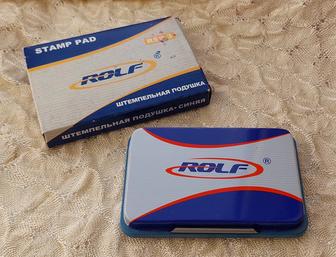 STAMP PAD
ROLF®
ШТЕМПЕЛЬНАЯ ПОДУШКА
ШТЕМПЕЛЬНАЯ ПОДУШКА•СИНЯЯ
ROLF®